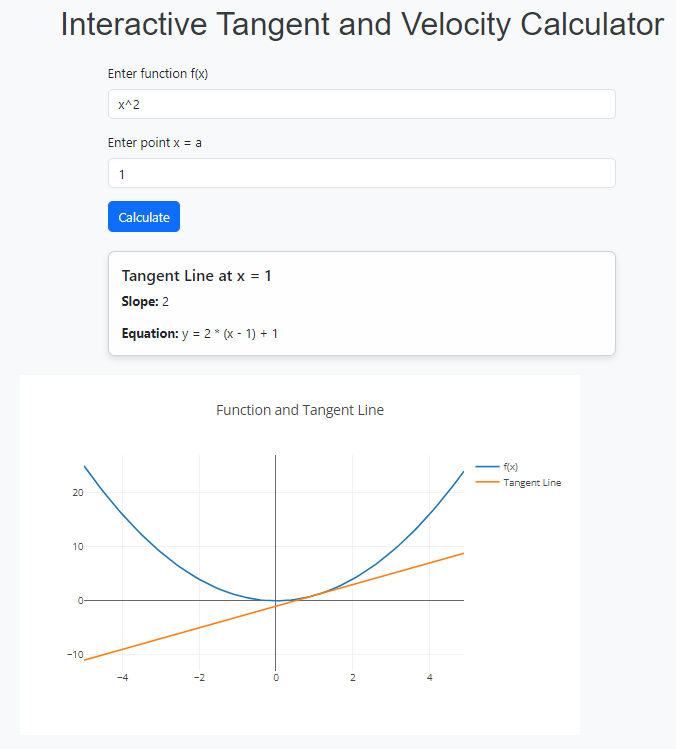 Interactive Tangent and Velocity Calculator
Enter function f(x)
x^2
Enter point x = a
1
Calculate
Tangent Line at x = 1
Slope: 2
Equation: y = 2 * (x - 1) + 1
Function and Tangent Line
f(x)
Tangent Line
20
10
0
−10
−4
−2
0
2
4